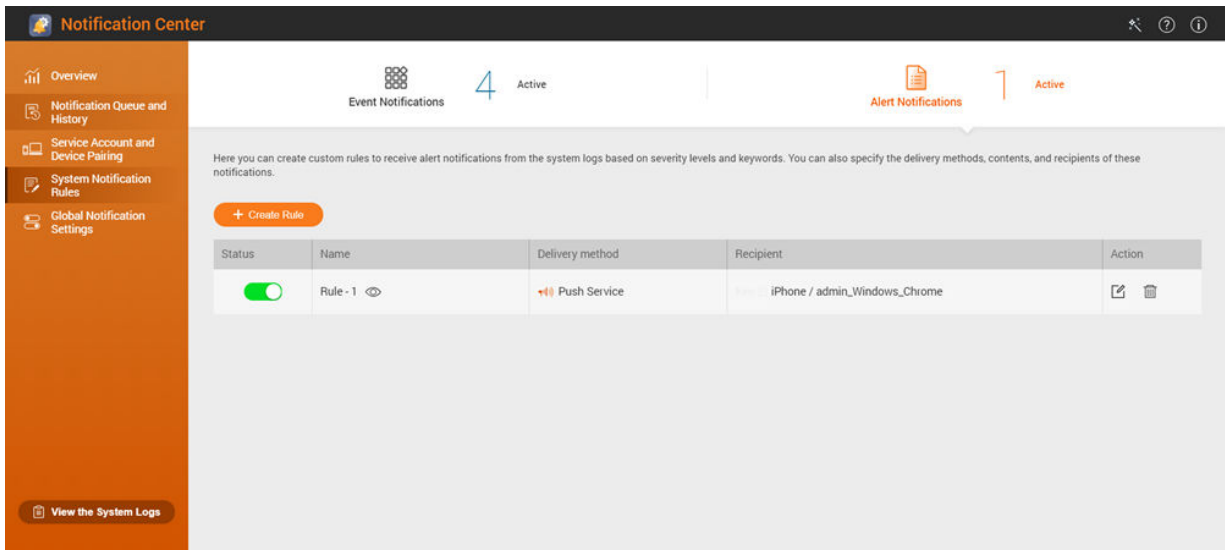 Notification Center
Overview
Notification Queue and
History
Service Account and
Device Pairing
System Notification
Rules
Global Notification
Settings
View the System Logs
Event Notifications
4
Active
Alert Notifications
1
Active
Here you can create custom rules to receive alert notifications from the system logs based on severity levels and keywords. You can also specify the delivery methods, contents, and recipients of these
notifications.
+ Create Rule
Status Name Delivery method Recipient Action
Rule - 1 Push Service iPhone / admin_Windows_Chrome